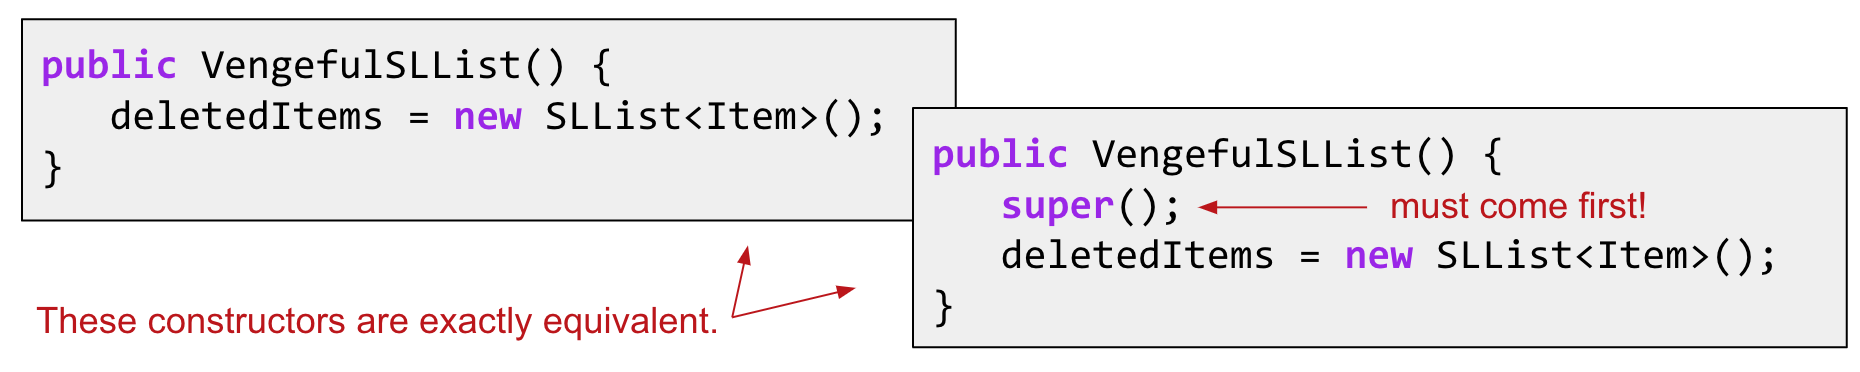 public VengefulSLList() {
   deletedItems = new SLList<Item>();
}
public VengefulSLList() {
   super();
must come first!
   deletedItems = new SLList<Item>();
}
These constructors are exactly equivalent.